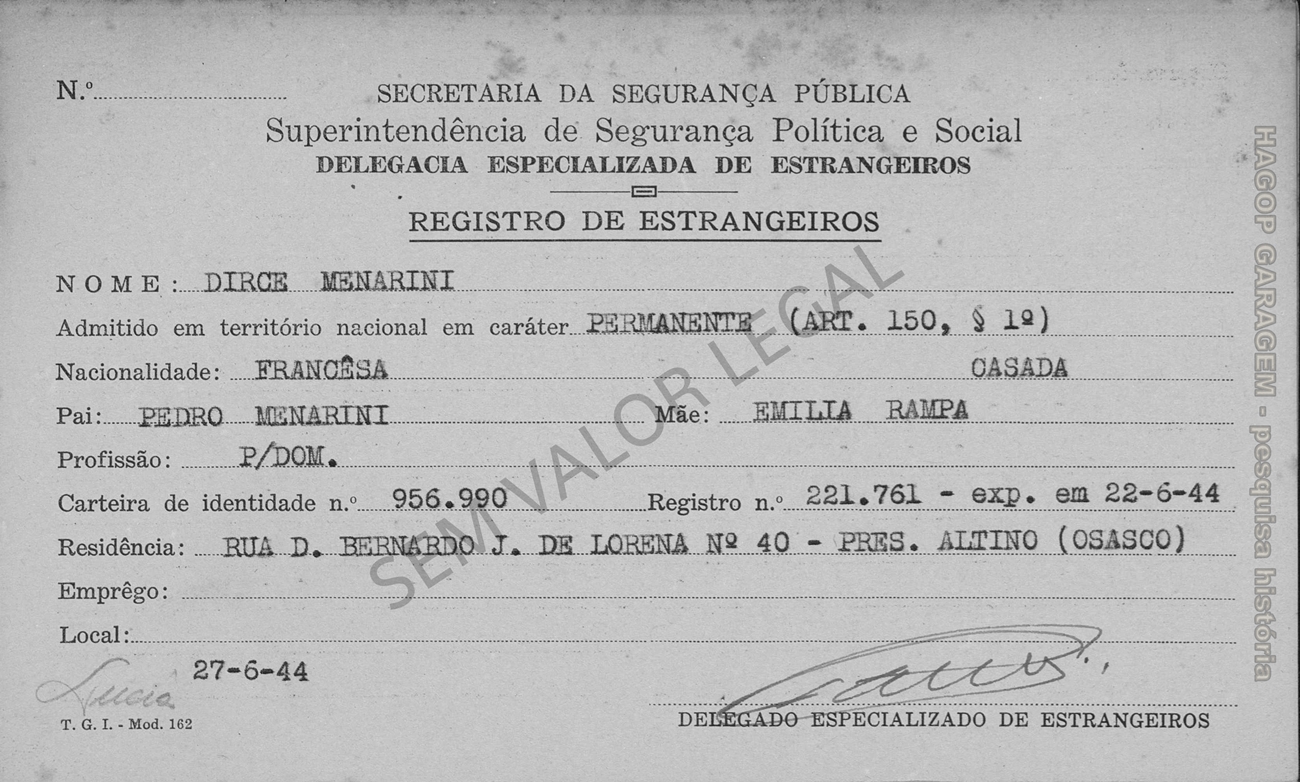 N.º
SECRETARIA DA SEGURANÇA PÚBLICA
Superintendência de Segurança Política e Social
DELEGACIA ESPECIALIZADA DE ESTRANGEIROS
REGISTRO DE ESTRANGEIROS
NOME: DIRCE MENARINI
Admitido em território nacional em caráter PERMANENTE (ART. 150, § 1º)
Nacionalidade: FRANCÊSA CASADA
Pai: PEDRO MENARINI Mãe: EMILIA RAMPA
Profissão: P/DOM.
Carteira de identidade n.º 956.990 Registro n.º 221.761 - exp. em 22-6-44
Residência: RUA D. BERNARDO J. DE LORENA Nº 40 - PRES. ALTINO (OSASCO)
Emprêgo:
Local:
27-6-44
Lucia
T. G. I. - Mod. 162
DELEGADO ESPECIALIZADO DE ESTRANGEIROS
SEM VALOR LEGAL
HAGOP GARAGEM - pesquisa história